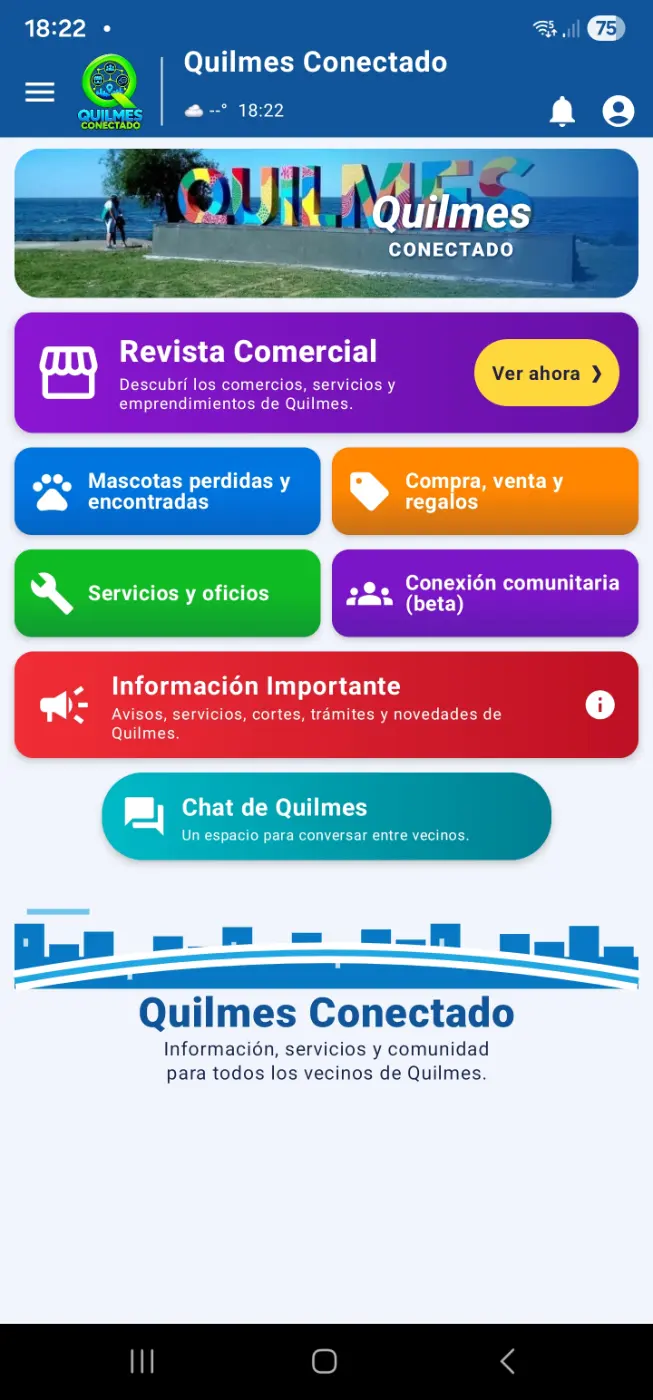 18:22
75
Quilmes Conectado
QUILMES
CONECTADO
--° 18:22
QUILMES
Quilmes
CONECTADO
Revista Comercial
Descubrí los comercios, servicios y
emprendimientos de Quilmes.
Ver ahora ❯
Mascotas perdidas y
encontradas
Compra, venta y
regalos
Servicios y oficios
Conexión comunitaria
(beta)
Información Importante
Avisos, servicios, cortes, trámites y novedades de
Quilmes.
Chat de Quilmes
Un espacio para conversar entre vecinos.
Quilmes Conectado
Información, servicios y comunidad
para todos los vecinos de Quilmes.